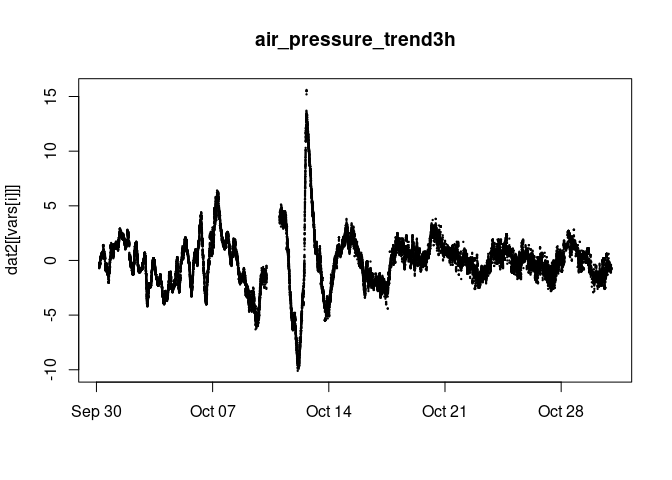 air_pressure_trend3h
dat2[[vars[i]]]
15
10
5
0
-5
-10
Sep 30
Oct 07
Oct 14
Oct 21
Oct 28